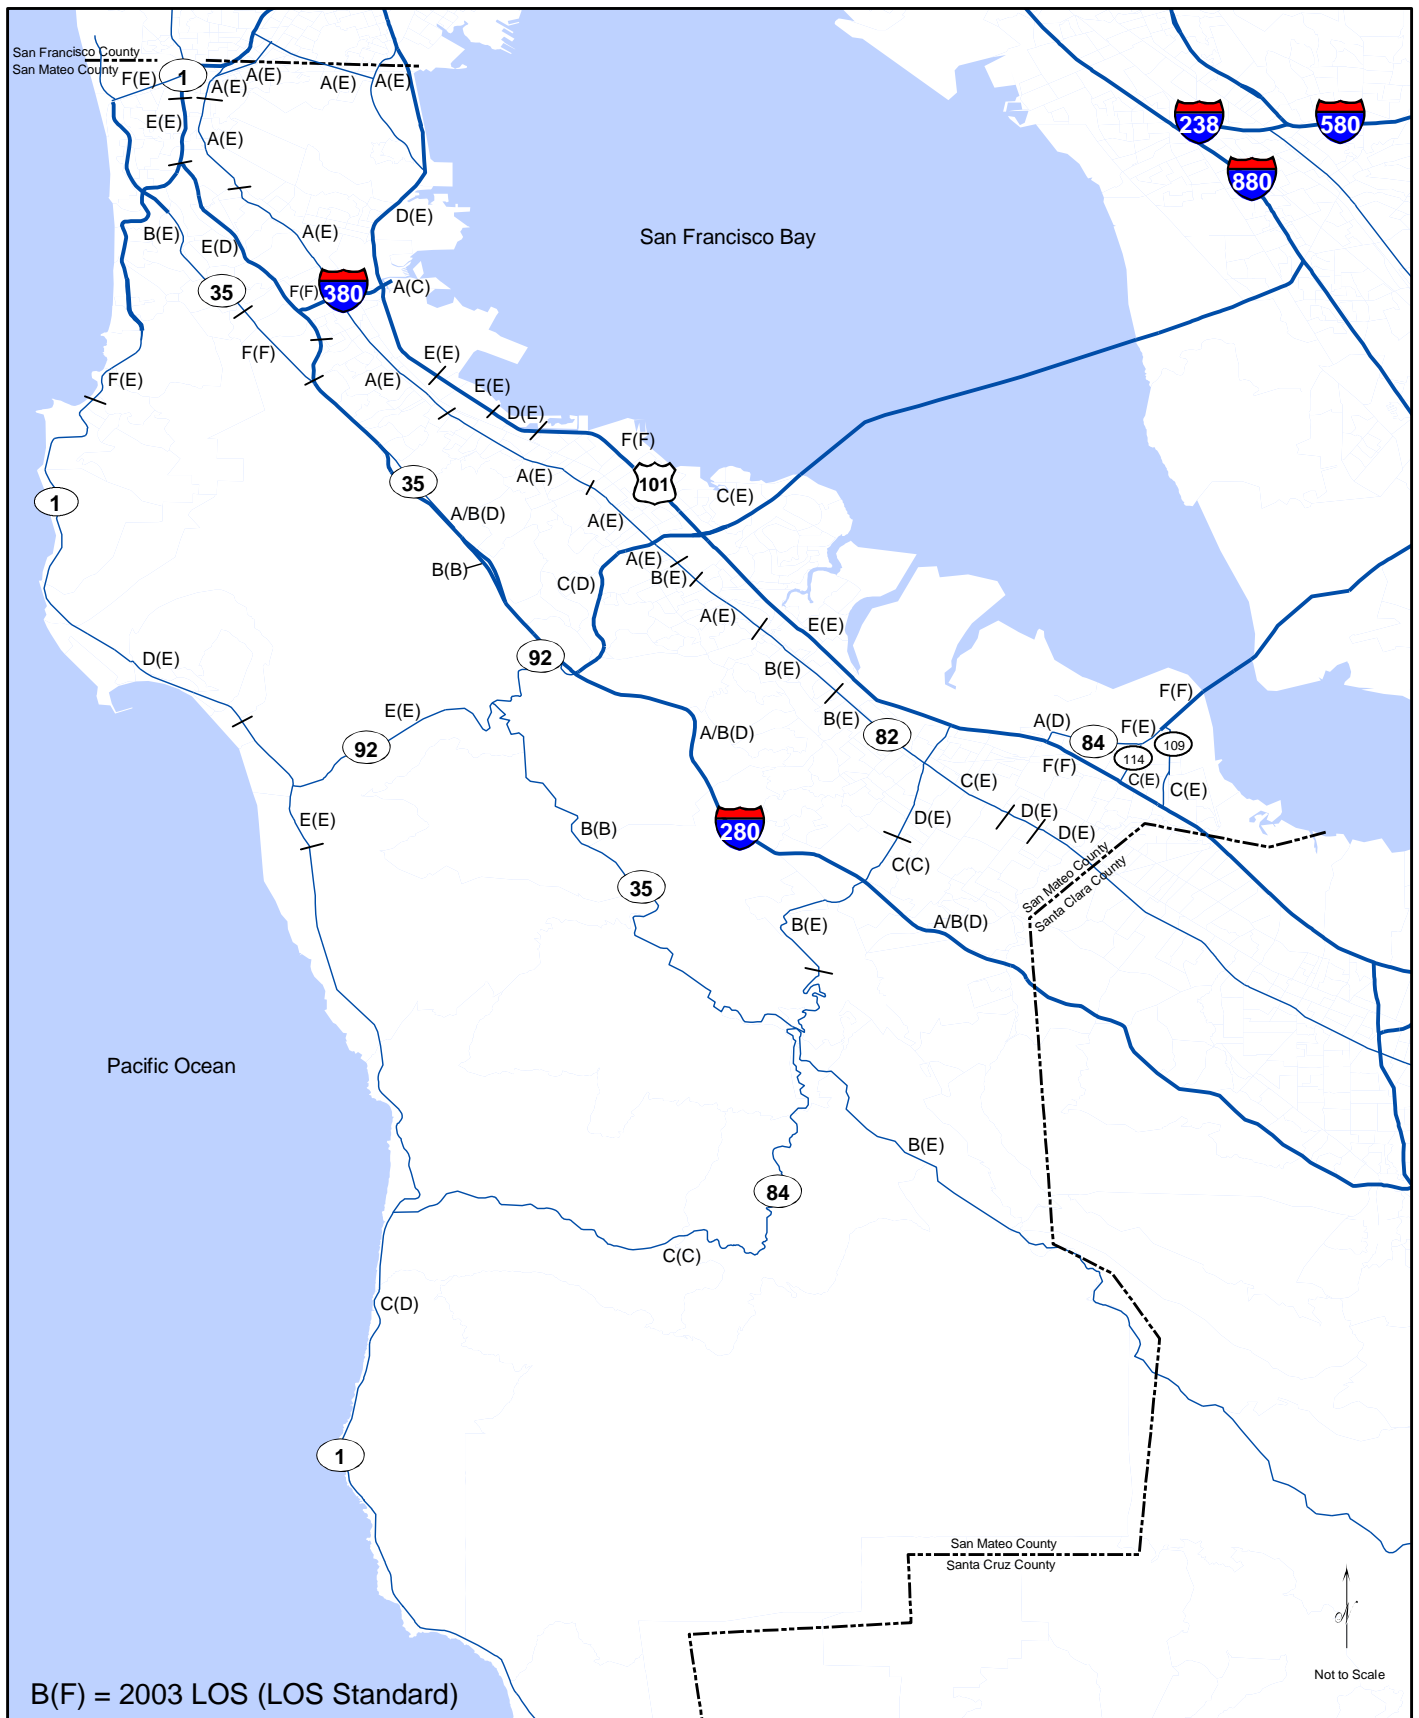 San Francisco County
San Mateo County
F(E)
1
A(E)
A(E)
A(E)
A(E)
E(E)
A(E)
238
580
880
B(E)
E(D)
A(E)
D(E)
San Francisco Bay
35
F(F)
380
A(C)
F(F)
F(E)
A(E)
E(E)
E(E)
D(E)
F(F)
1
35
A/B(D)
A(E)
101
C(E)
A(E)
B(B)
C(D)
A(E)
B(E)
A(E)
E(E)
D(E)
92
B(E)
E(E)
92
A/B(D)
B(E)
82
F(F)
A(D)
84
F(E)
109
114
F(F)
C(E)
C(E)
C(E)
E(E)
B(B)
280
D(E)
D(E)
D(E)
C(C)
San Mateo County
Santa Clara County
35
B(E)
A/B(D)
Pacific Ocean
B(E)
84
C(C)
C(D)
1
San Mateo County
Santa Cruz County
N
Not to Scale
B(F) = 2003 LOS (LOS Standard)